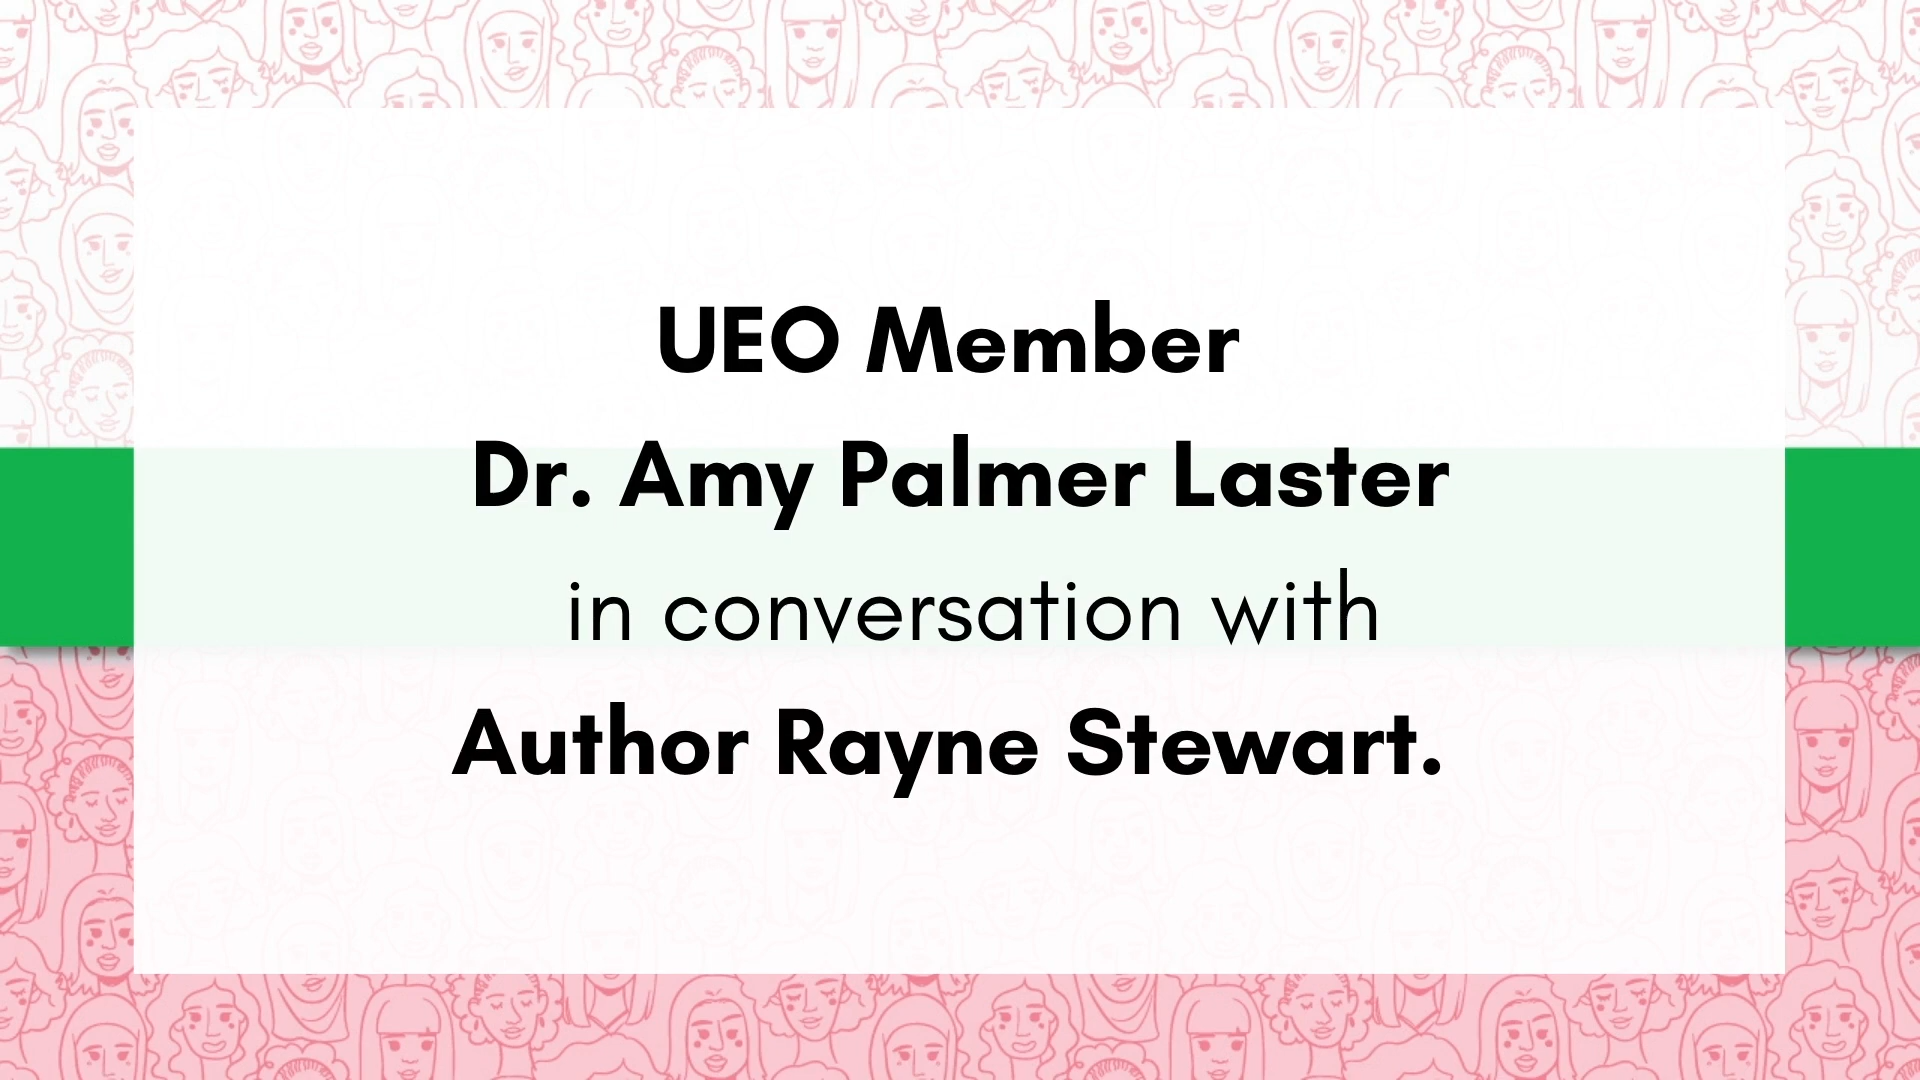 UEO Member
Dr. Amy Palmer Laster
in conversation with
Author Rayne Stewart.